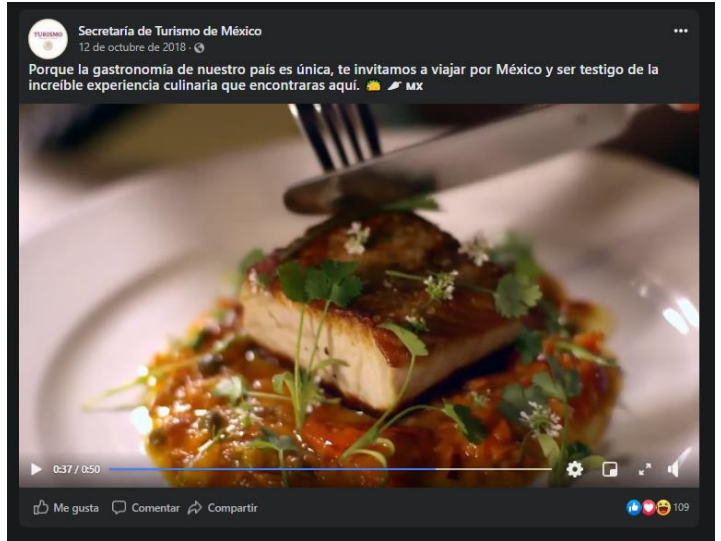 TURISMO
Secretaría de Turismo de México
12 de octubre de 2018 ·
Porque la gastronomía de nuestro país es única, te invitamos a viajar por México y ser testigo de la
increíble experiencia culinaria que encontraras aquí. 🌮 🌶 MX
0:37 / 0:50
Me gusta Comentar Compartir 109